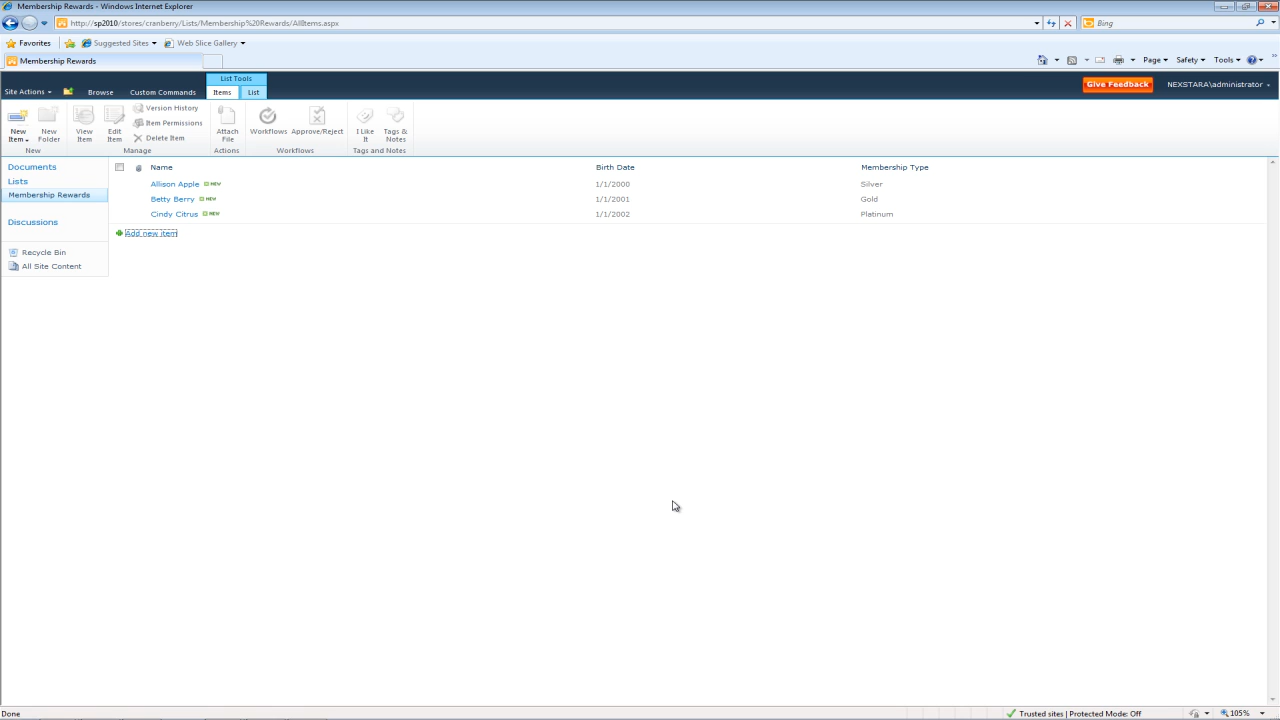 Membership Rewards - Windows Internet Explorer
http://sp2010/stores/cranberry/Lists/Membership%20Rewards/AllItems.aspx
Bing
Favorites
Suggested Sites
Web Slice Gallery
Membership Rewards
Page
Safety
Tools
List Tools
Site Actions
Browse
Custom Commands
Items
List
Give Feedback
NEXSTARA\administrator
New Item
New Folder
View Item
Edit Item
Version History
Item Permissions
Delete Item
Attach File
Workflows
Approve/Reject
I Like It
Tags & Notes
New
Manage
Actions
Workflows
Tags and Notes
Documents
Lists
Membership Rewards
Discussions
Recycle Bin
All Site Content
Name Birth Date Membership Type
Allison Apple NEW 1/1/2000 Silver
Betty Berry NEW 1/1/2001 Gold
Cindy Citrus NEW 1/1/2002 Platinum
Add new item
Done
Trusted sites | Protected Mode: Off
105%